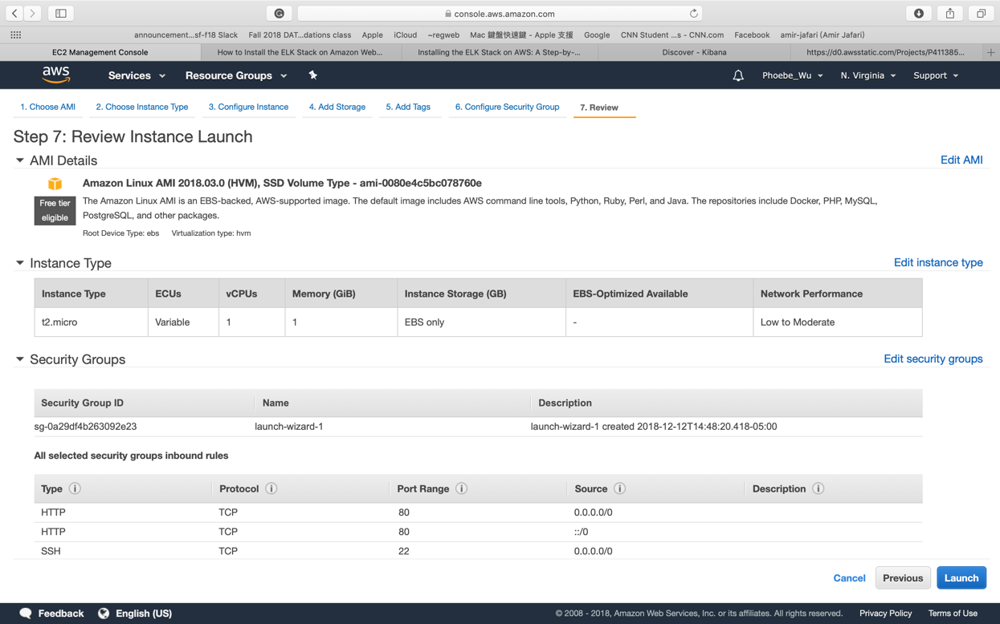 console.aws.amazon.com
announcement...sf-f18 Slack Fall 2018 DAT...dations class Apple iCloud ~regweb Mac 鍵盤快速鍵 - Apple 支援 Google CNN Student ...s - CNN.com Facebook amir-jafari (Amir Jafari)
EC2 Management Console How to Install the ELK Stack on Amazon Web... Installing the ELK Stack on AWS: A Step-by-... Discover - Kibana https://d0.awsstatic.com/Projects/P411385...
aws Services Resource Groups Phoebe_Wu N. Virginia Support
1. Choose AMI 2. Choose Instance Type 3. Configure Instance 4. Add Storage 5. Add Tags 6. Configure Security Group 7. Review
Step 7: Review Instance Launch
AMI Details Edit AMI
Amazon Linux AMI 2018.03.0 (HVM), SSD Volume Type - ami-0080e4c5bc078760e
Free tier
eligible
The Amazon Linux AMI is an EBS-backed, AWS-supported image. The default image includes AWS command line tools, Python, Ruby, Perl, and Java. The repositories include Docker, PHP, MySQL,
PostgreSQL, and other packages.
Root Device Type: ebs Virtualization type: hvm
Instance Type Edit instance type
Instance Type ECUs vCPUs Memory (GiB) Instance Storage (GB) EBS-Optimized Available Network Performance
t2.micro Variable 1 1 EBS only - Low to Moderate
Security Groups Edit security groups
Security Group ID Name Description
sg-0a29df4b263092e23 launch-wizard-1 launch-wizard-1 created 2018-12-12T14:48:20.418-05:00
All selected security groups inbound rules
Type Protocol Port Range Source Description
HTTP TCP 80 0.0.0.0/0
HTTP TCP 80 ::/0
SSH TCP 22 0.0.0.0/0
Cancel Previous Launch
Feedback English (US) © 2008 - 2018, Amazon Web Services, Inc. or its affiliates. All rights reserved. Privacy Policy Terms of Use